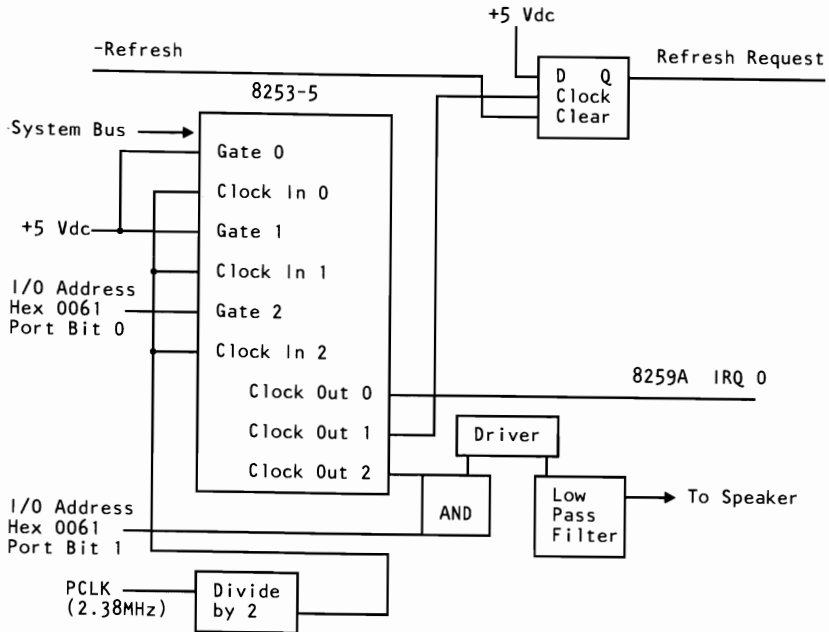 +5 Vdc
-Refresh
Refresh Request
D Q
Clock
Clear
8253-5
System Bus
Gate 0
Clock In 0
+5 Vdc
Gate 1
Clock In 1
I/O Address
Hex 0061
Port Bit 0
Gate 2
Clock In 2
8259A IRQ 0
Clock Out 0
Clock Out 1
Driver
Clock Out 2
I/O Address
Hex 0061
Port Bit 1
AND
Low
Pass
Filter
To Speaker
PCLK
(2.38MHz)
Divide
by 2